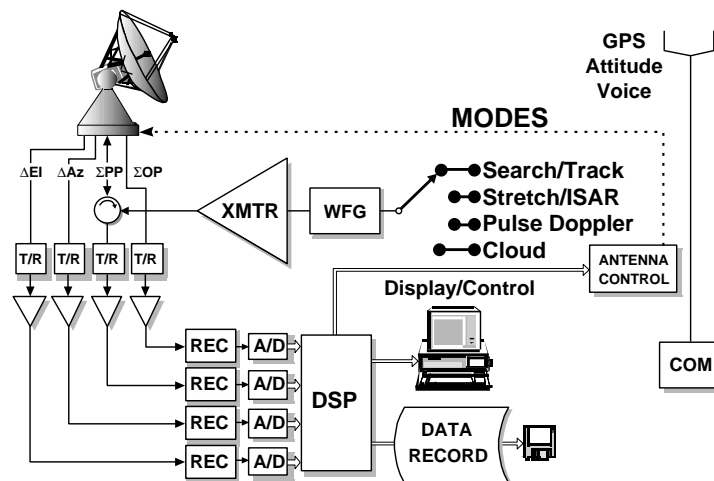 GPS
Attitude
Voice
MODES
ΔEl ΔAz ΣPP ΣOP
Search/Track
XMTR
WFG
Stretch/ISAR
Pulse Doppler
Cloud
T/R T/R T/R T/R
ANTENNA
CONTROL
Display/Control
REC A/D
REC A/D
REC A/D
REC A/D
DSP
COM
DATA
RECORD